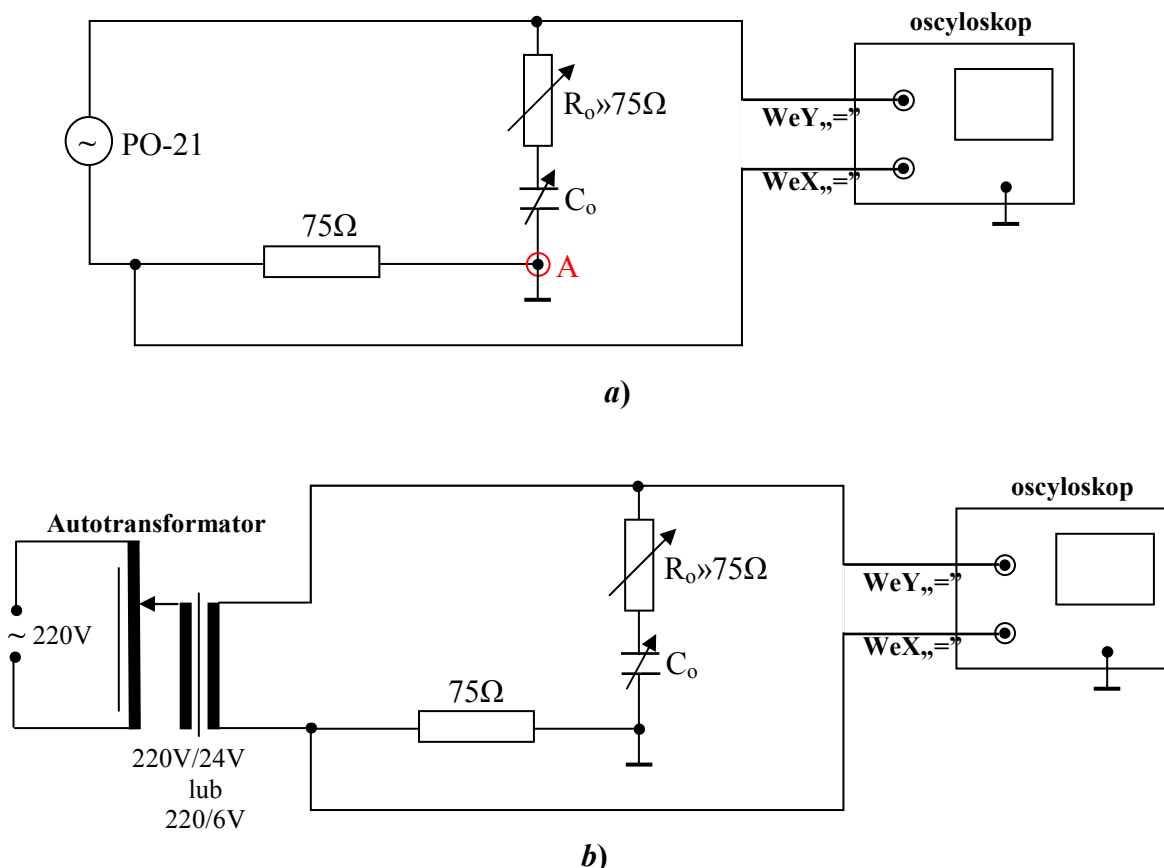 oscyloskop
R₀»75Ω
WeY„=”
~ PO-21
WeX„=”
C₀
75Ω
A
a)
oscyloskop
Autotransformator
R₀»75Ω
WeY„=”
~ 220V
WeX„=”
C₀
75Ω
220V/24V
lub
220/6V
b)